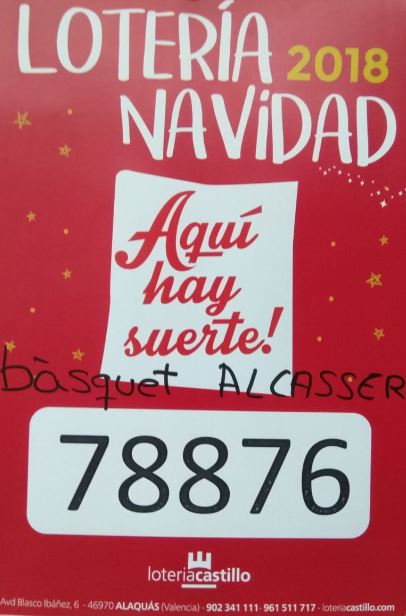 LOTERÍA 2018
NAViDAD
Aquí
hay
suerte!
bàsquet ALCASSER
78876
loteriacastillo
Avd Blasco Ibáñez, 6 - 46970 ALAQUÁS (Valencia) - 902 341 111- 961 511 717 - loteriacastillo.com